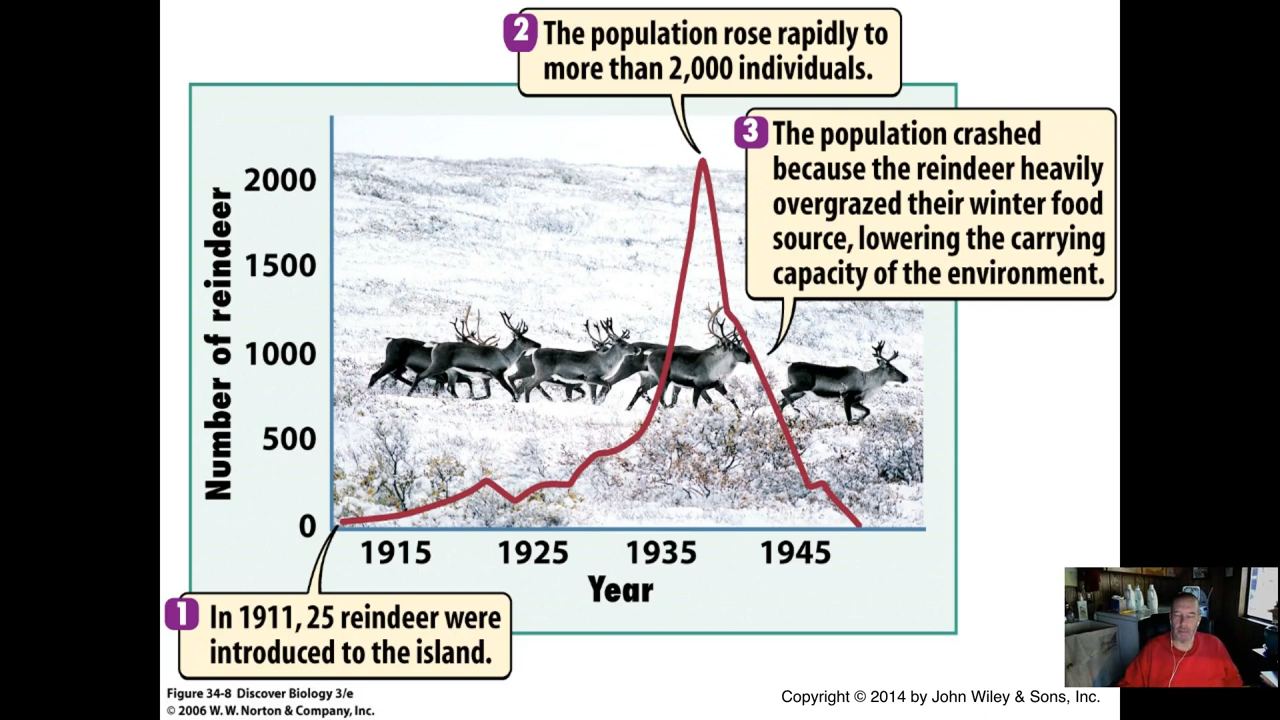 2 The population rose rapidly to
more than 2,000 individuals.
3 The population crashed
because the reindeer heavily
overgrazed their winter food
source, lowering the carrying
capacity of the environment.
Number of reindeer
2000
1500
1000
500
0
1915 1925 1935 1945
Year
1 In 1911, 25 reindeer were
introduced to the island.
Figure 34-8 Discover Biology 3/e
© 2006 W. W. Norton & Company, Inc.
Copyright © 2014 by John Wiley & Sons, Inc.